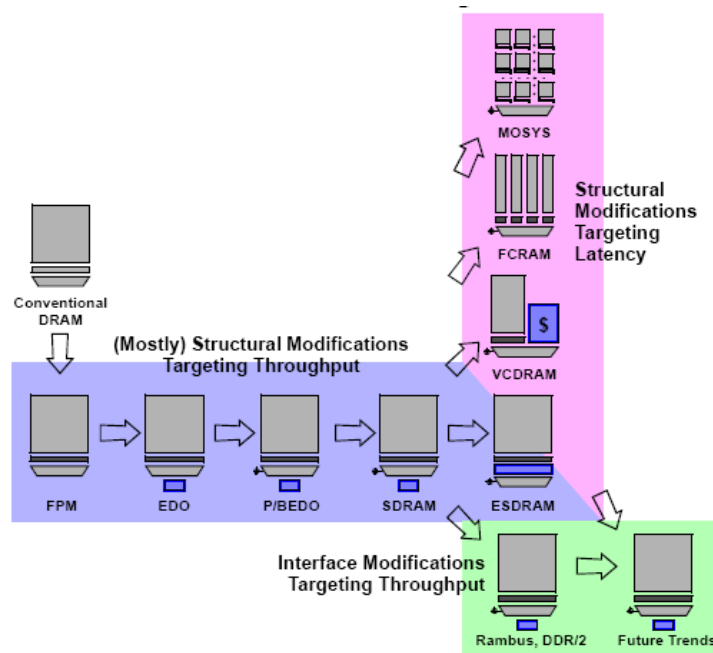 MOSYS
Structural
Modifications
Targeting
Latency
FCRAM
Conventional
DRAM
$
(Mostly) Structural Modifications
Targeting Throughput
VCDRAM
FPM
EDO
P/BEDO
SDRAM
ESDRAM
Interface Modifications
Targeting Throughput
Rambus, DDR/2
Future Trends